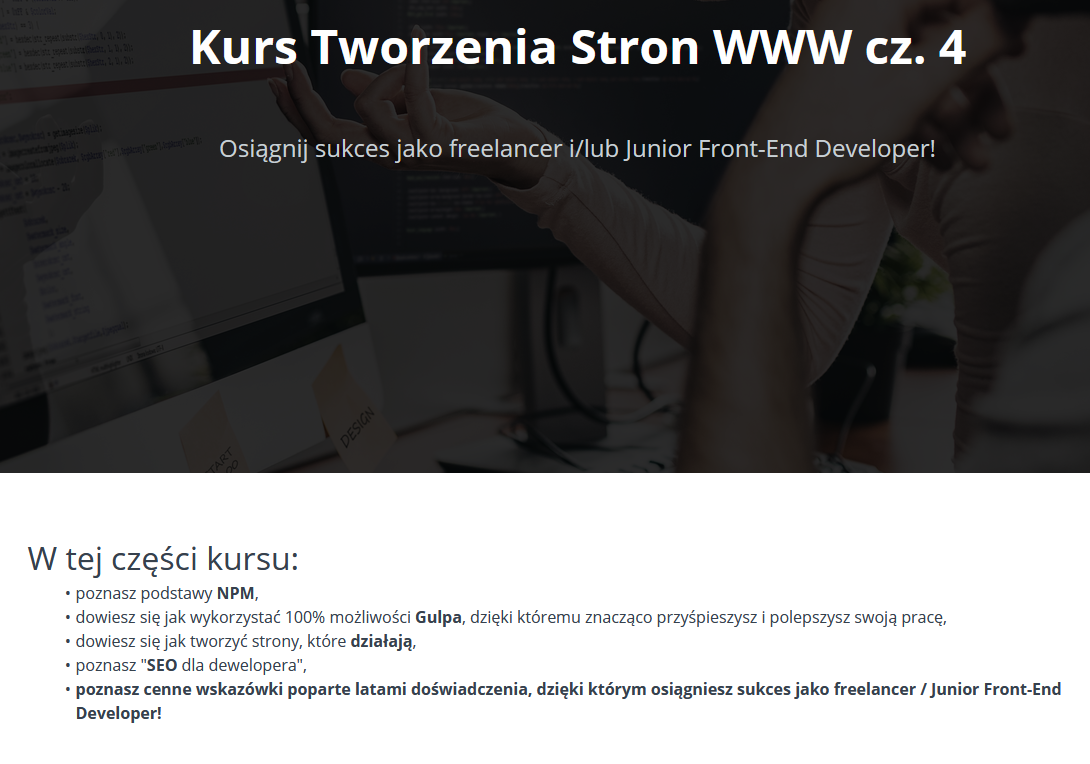 Kurs Tworzenia Stron WWW cz. 4
Osiągnij sukces jako freelancer i/lub Junior Front-End Developer!
DESIGN
START
W tej części kursu:
• poznasz podstawy NPM,
• dowiesz się jak wykorzystać 100% możliwości Gulpa, dzięki któremu znacząco przyśpieszysz i polepszysz swoją pracę,
• dowiesz się jak tworzyć strony, które działają,
• poznasz "SEO dla dewelopera",
• poznasz cenne wskazówki poparte latami doświadczenia, dzięki którym osiągniesz sukces jako freelancer / Junior Front-End
Developer!